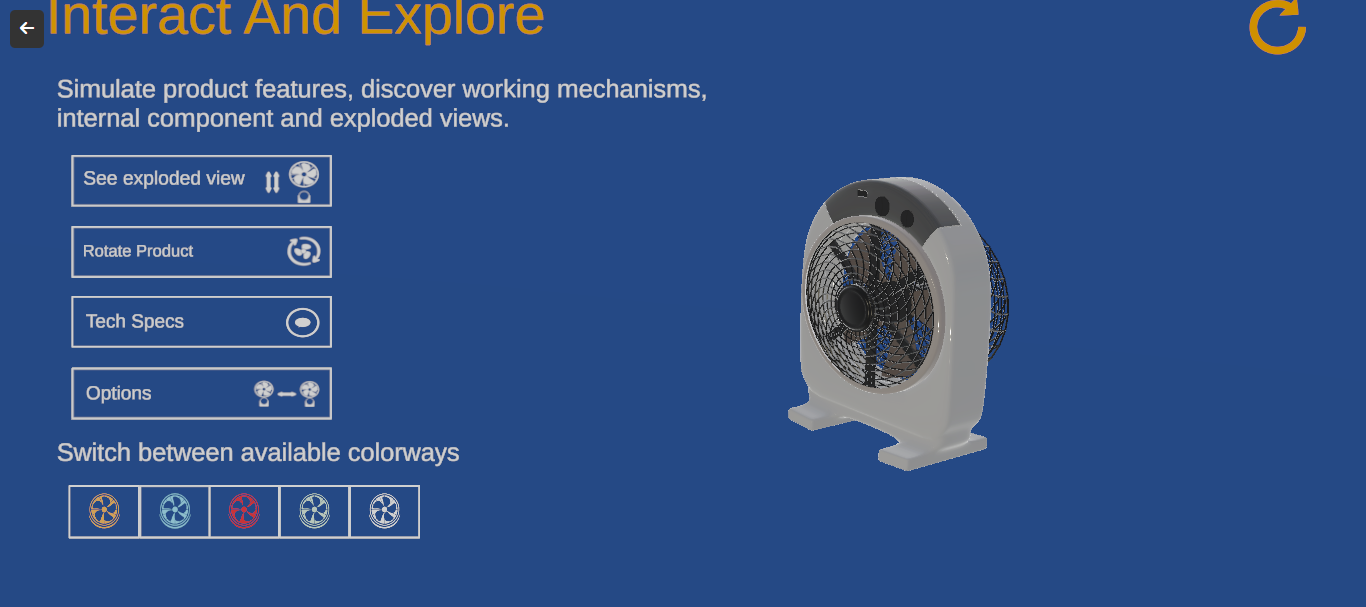 Interact And Explore
Simulate product features, discover working mechanisms,
internal component and exploded views.
See exploded view
Rotate Product
Tech Specs
Options
Switch between available colorways